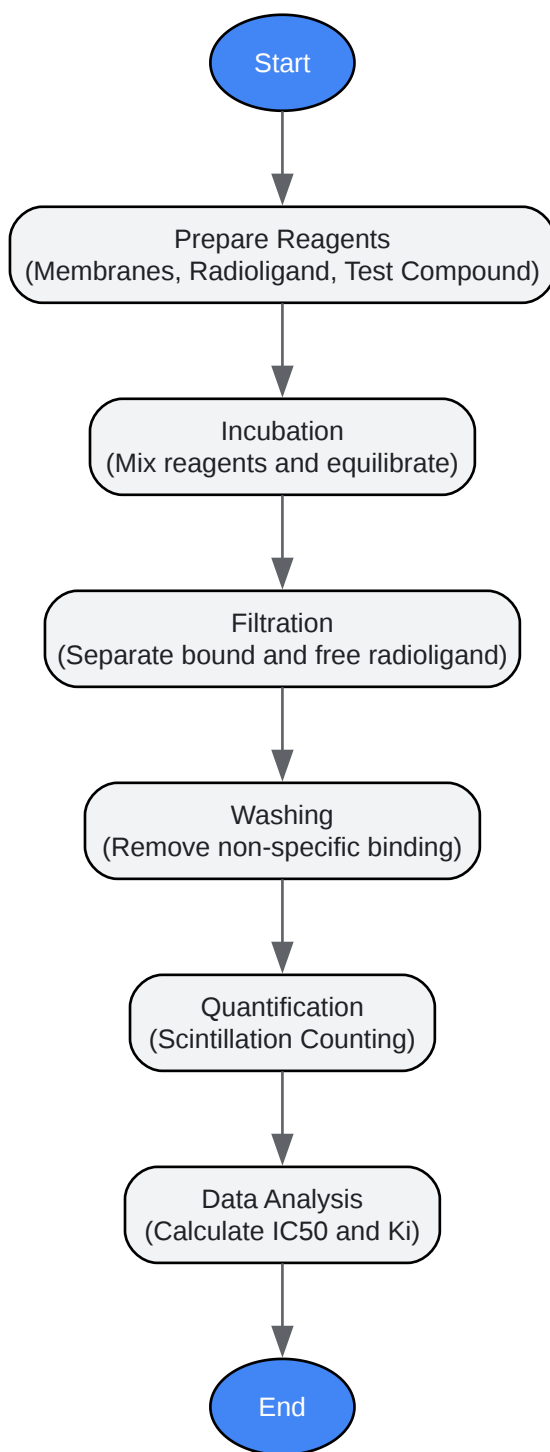 Start
Prepare Reagents
(Membranes, Radioligand, Test Compound)
Incubation
(Mix reagents and equilibrate)
Filtration
(Separate bound and free radioligand)
Washing
(Remove non-specific binding)
Quantification
(Scintillation Counting)
Data Analysis
(Calculate IC50 and Ki)
End